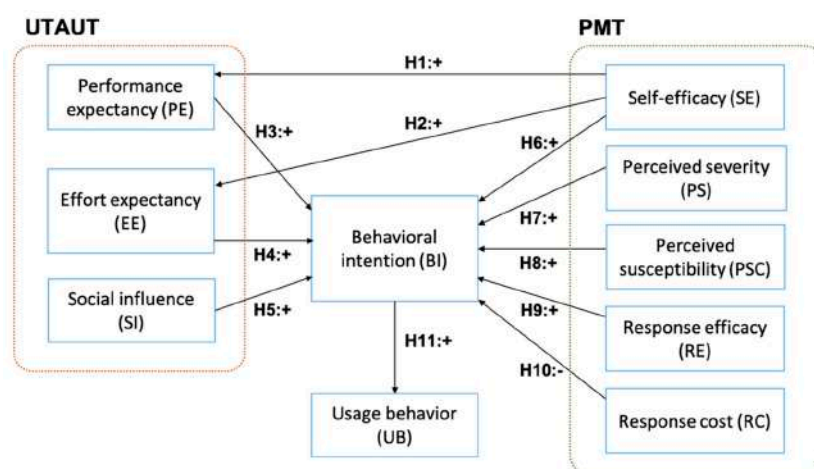 UTAUT
PMT
Performance
expectancy (PE)
Effort expectancy
(EE)
Social influence
(SI)
H1:+
H2:+
H3:+
H4:+
H5:+
Behavioral
intention (BI)
H6:+
H7:+
H8:+
H9:+
H10:-
H11:+
Usage behavior
(UB)
Self-efficacy (SE)
Perceived severity
(PS)
Perceived
susceptibility (PSC)
Response efficacy
(RE)
Response cost (RC)